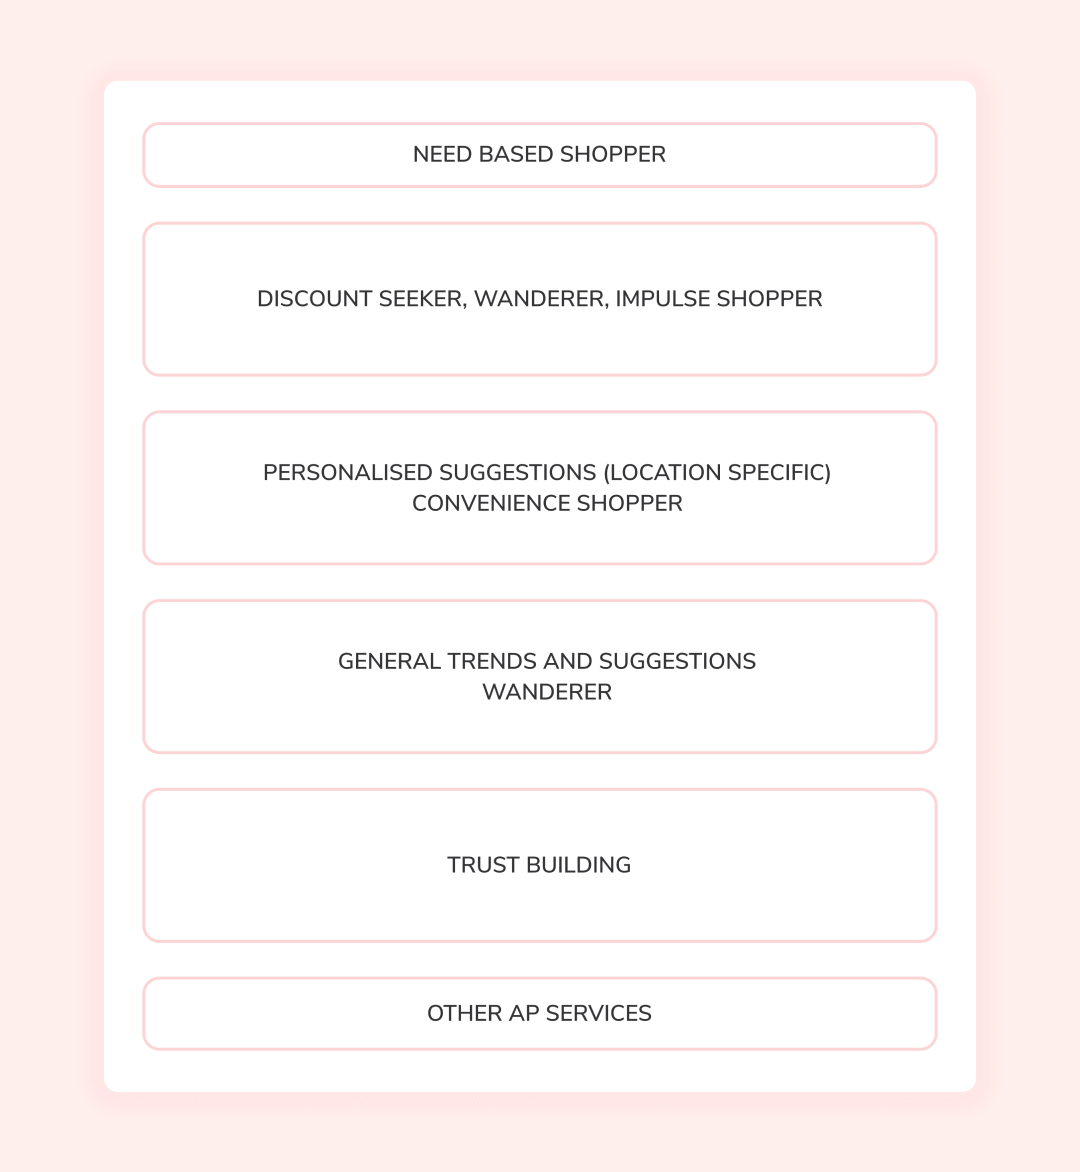 NEED BASED SHOPPER
DISCOUNT SEEKER, WANDERER, IMPULSE SHOPPER
PERSONALISED SUGGESTIONS (LOCATION SPECIFIC)
CONVENIENCE SHOPPER
GENERAL TRENDS AND SUGGESTIONS
WANDERER
TRUST BUILDING
OTHER AP SERVICES